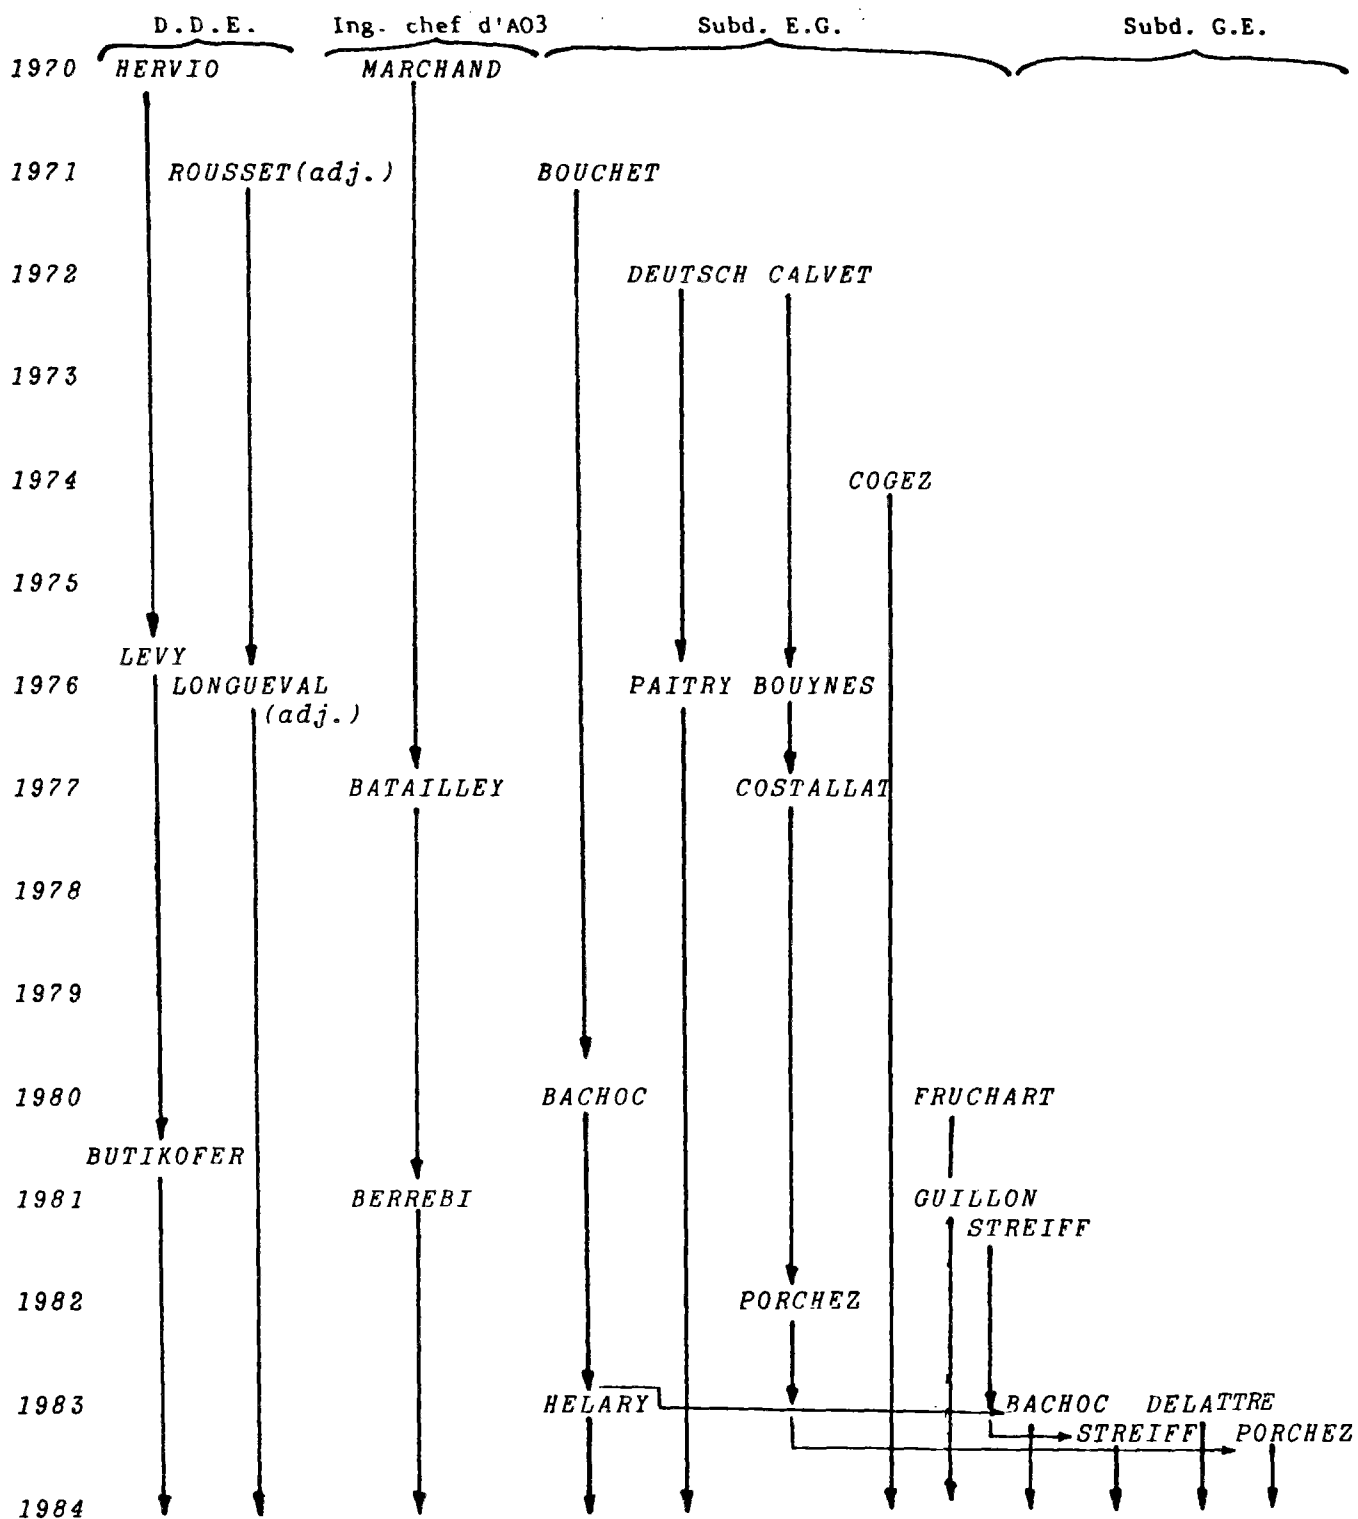 D.D.E. Ing. chef d'AO3 Subd. E.G. Subd. G.E.
1970 HERVIO MARCHAND
1971 ROUSSET(adj.) BOUCHET
1972 DEUTSCH CALVET
1973
1974 COGEZ
1975
LEVY
1976 LONGUEVAL PAITRY BOUYNES
(adj.)
1977 BATAILLEY COSTALLAT
1978
1979
1980 BACHOC FRUCHART
BUTIKOFER
1981 BERREBI GUILLON
STREIFF
1982 PORCHEZ
1983 HELARY BACHOC DELATTRE
STREIFF PORCHEZ
1984